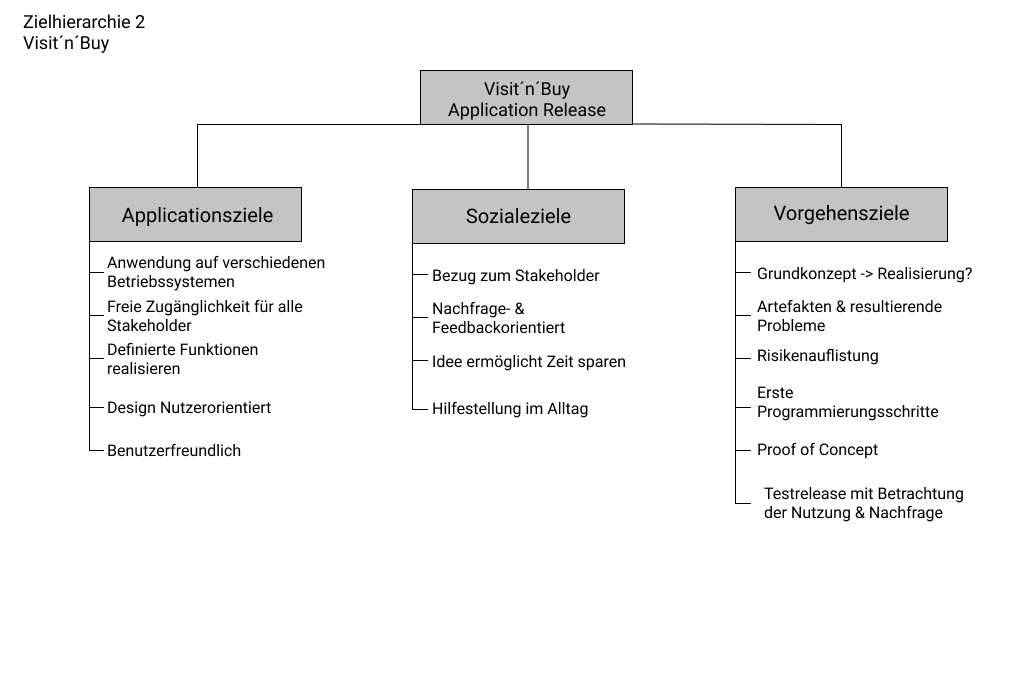 Zielhierarchie 2
Visit´n´Buy
Visit´n´Buy
Application Release
Applicationsziele
Anwendung auf verschiedenen
Betriebssystemen
Freie Zugänglichkeit für alle
Stakeholder
Definierte Funktionen
realisieren
Design Nutzerorientiert
Benutzerfreundlich
Sozialeziele
Bezug zum Stakeholder
Nachfrage- &
Feedbackorientiert
Idee ermöglicht Zeit sparen
Hilfestellung im Alltag
Vorgehensziele
Grundkonzept -> Realisierung?
Artefakten & resultierende
Probleme
Risikenauflistung
Erste
Programmierungsschritte
Proof of Concept
Testrelease mit Betrachtung
der Nutzung & Nachfrage